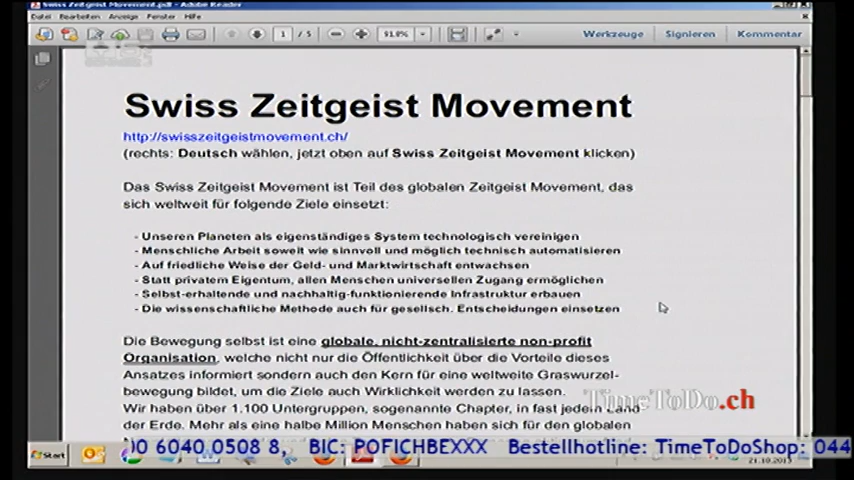 Swiss Zeitgeist Movement.pdf - Adobe Reader
Datei Bearbeiten Anzeige Fenster Hilfe
1 / 5 91.8% Werkzeuge Signieren Kommentar
Swiss Zeitgeist Movement
http://swisszeitgeistmovement.ch/
(rechts: Deutsch wählen, jetzt oben auf Swiss Zeitgeist Movement klicken)
Das Swiss Zeitgeist Movement ist Teil des globalen Zeitgeist Movement, das
sich weltweit für folgende Ziele einsetzt:
- Unseren Planeten als eigenständiges System technologisch vereinigen
- Menschliche Arbeit soweit wie sinnvoll und möglich technisch automatisieren
- Auf friedliche Weise der Geld- und Marktwirtschaft entwachsen
- Statt privatem Eigentum, allen Menschen universellen Zugang ermöglichen
- Selbst-erhaltende und nachhaltig-funktionierende Infrastruktur erbauen
- Die wissenschaftliche Methode auch für gesellsch. Entscheidungen einsetzen
Die Bewegung selbst ist eine globale, nicht-zentralisierte non-profit
Organisation, welche nicht nur die Öffentlichkeit über die Vorteile dieses
Ansatzes informiert sondern auch den Kern für eine weltweite Graswurzel-
bewegung bildet, um die Ziele auch Wirklichkeit werden zu lassen.
TimeToDo.ch
Wir haben über 1.100 Untergruppen, sogenannte Chapter, in fast jedem Land
der Erde. Mehr als eine halbe Million Menschen haben sich für den globalen
Start 00 6040 0508 8, BIC: POFICHBEXXX Bestellhotline: TimeToDoShop: 044